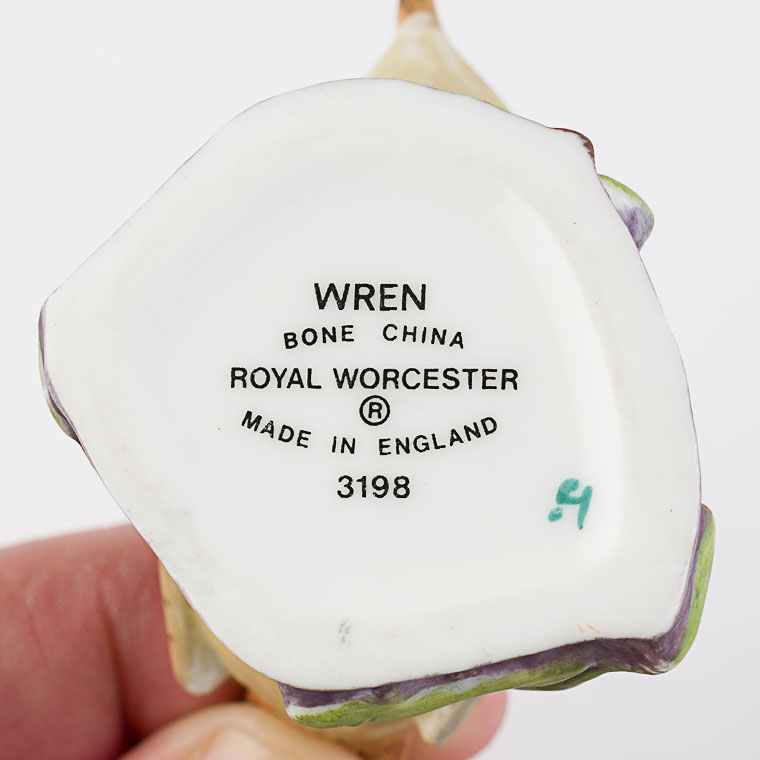 WREN
BONE CHINA
ROYAL WORCESTER
®
MADE IN ENGLAND
3198